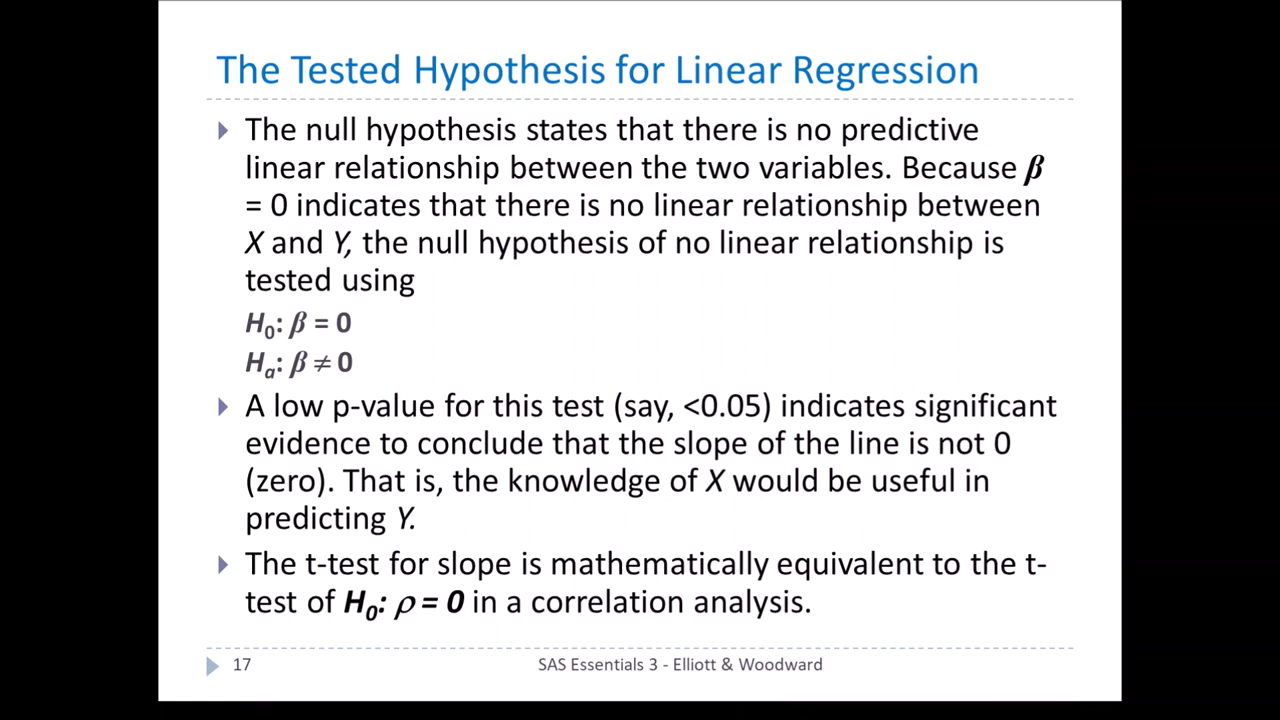 The Tested Hypothesis for Linear Regression
The null hypothesis states that there is no predictive
linear relationship between the two variables. Because β
= 0 indicates that there is no linear relationship between
X and Y, the null hypothesis of no linear relationship is
tested using
H₀: β = 0
Hₐ: β ≠ 0
A low p-value for this test (say, <0.05) indicates significant
evidence to conclude that the slope of the line is not 0
(zero). That is, the knowledge of X would be useful in
predicting Y.
The t-test for slope is mathematically equivalent to the t-
test of H₀: ρ = 0 in a correlation analysis.
17 SAS Essentials 3 - Elliott & Woodward